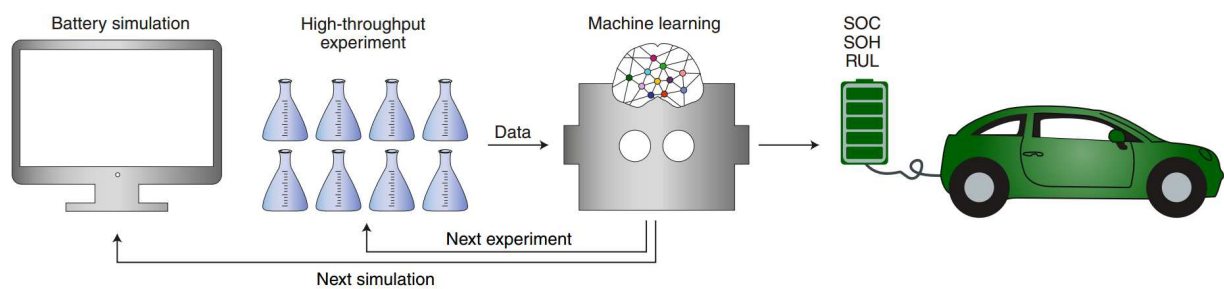 Battery simulation
High-throughput
experiment
Machine learning
SOC
SOH
RUL
Data
Next experiment
Next simulation